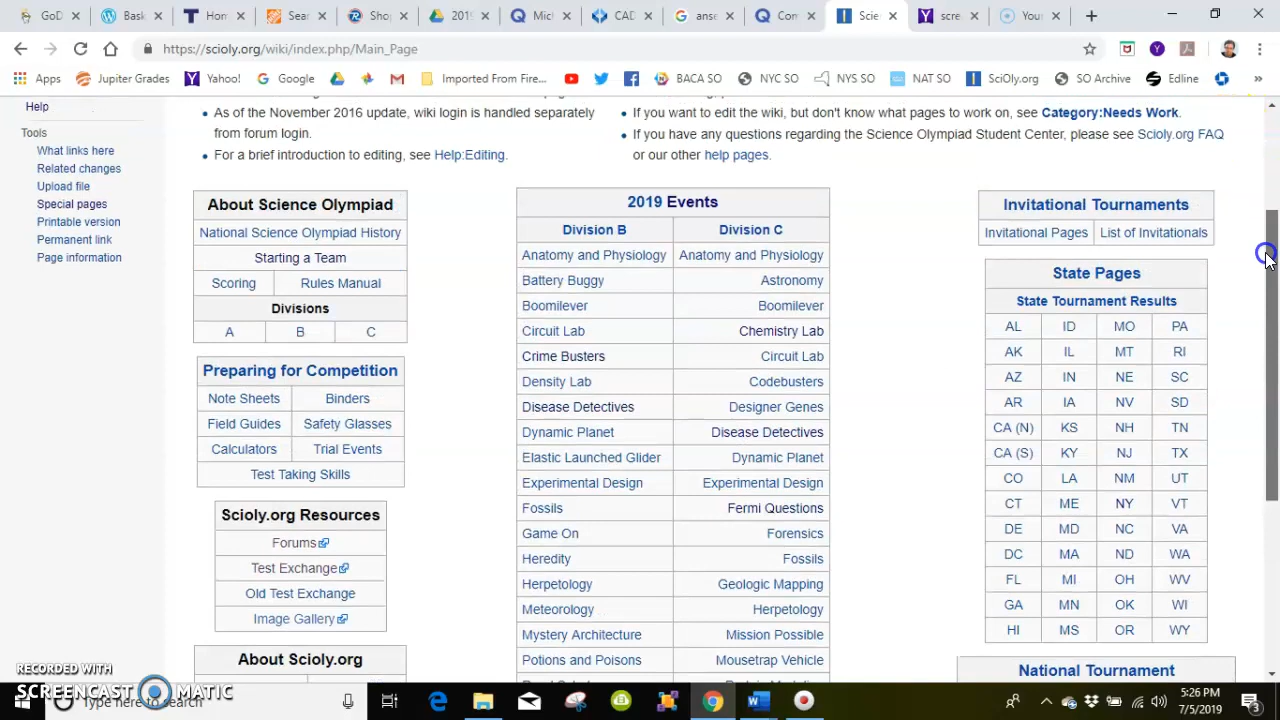 GoD
Bask
Hom
Sear
Shop
2019
Mich
CAD
anse
Con
Scie
scre
Your
https://scioly.org/wiki/index.php/Main_Page
Apps Jupiter Grades Yahoo! Google Imported From Fire... BACA SO NYC SO NYS SO NAT SO SciOly.org SO Archive Edline »
Help
Tools
What links here
Related changes
Upload file
Special pages
Printable version
Permanent link
Page information
As of the November 2016 update, wiki login is handled separately
from forum login.
For a brief introduction to editing, see Help:Editing.
If you want to edit the wiki, but don't know what pages to work on, see Category:Needs Work.
If you have any questions regarding the Science Olympiad Student Center, please see Scioly.org FAQ
or our other help pages.
About Science Olympiad
National Science Olympiad History
Starting a Team
Scoring Rules Manual
Divisions
A B C
Preparing for Competition
Note Sheets Binders
Field Guides Safety Glasses
Calculators Trial Events
Test Taking Skills
Scioly.org Resources
Forums
Test Exchange
Old Test Exchange
Image Gallery
About Scioly.org
2019 Events
Division B Division C
Anatomy and Physiology Anatomy and Physiology
Battery Buggy Astronomy
Boomilever Boomilever
Circuit Lab Chemistry Lab
Crime Busters Circuit Lab
Density Lab Codebusters
Disease Detectives Designer Genes
Dynamic Planet Disease Detectives
Elastic Launched Glider Dynamic Planet
Experimental Design Experimental Design
Fossils Fermi Questions
Game On Forensics
Heredity Fossils
Herpetology Geologic Mapping
Meteorology Herpetology
Mystery Architecture Mission Possible
Potions and Poisons Mousetrap Vehicle
Invitational Tournaments
Invitational Pages List of Invitationals
State Pages
State Tournament Results
AL ID MO PA
AK IL MT RI
AZ IN NE SC
AR IA NV SD
CA (N) KS NH TN
CA (S) KY NJ TX
CO LA NM UT
CT ME NY VT
DE MD NC VA
DC MA ND WA
FL MI OH WV
GA MN OK WI
HI MS OR WY
National Tournament
RECORDED WITH
SCREENCAST MATIC
Type here to search
5:26 PM
7/5/2019
3